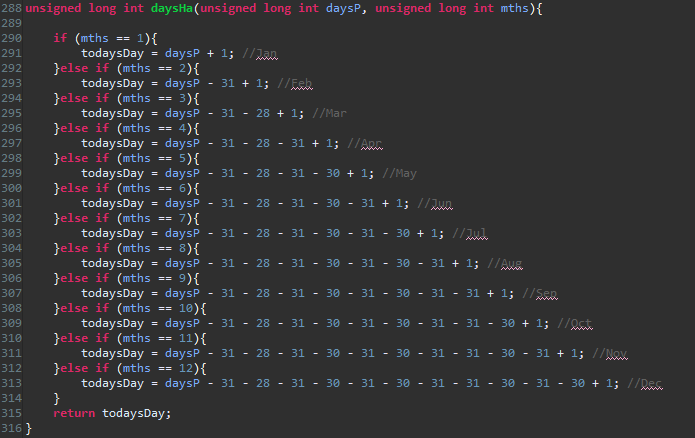 288 unsigned long int daysHa(unsigned long int daysP, unsigned long int mths){
289
290 if (mths == 1){
291 todaysDay = daysP + 1; //Jan
292 }else if (mths == 2){
293 todaysDay = daysP - 31 + 1; //Feb
294 }else if (mths == 3){
295 todaysDay = daysP - 31 - 28 + 1; //Mar
296 }else if (mths == 4){
297 todaysDay = daysP - 31 - 28 - 31 + 1; //Apr
298 }else if (mths == 5){
299 todaysDay = daysP - 31 - 28 - 31 - 30 + 1; //May
300 }else if (mths == 6){
301 todaysDay = daysP - 31 - 28 - 31 - 30 - 31 + 1; //Jun
302 }else if (mths == 7){
303 todaysDay = daysP - 31 - 28 - 31 - 30 - 31 - 30 + 1; //Jul
304 }else if (mths == 8){
305 todaysDay = daysP - 31 - 28 - 31 - 30 - 31 - 30 - 31 + 1; //Aug
306 }else if (mths == 9){
307 todaysDay = daysP - 31 - 28 - 31 - 30 - 31 - 30 - 31 - 31 + 1; //Sep
308 }else if (mths == 10){
309 todaysDay = daysP - 31 - 28 - 31 - 30 - 31 - 30 - 31 - 31 - 30 + 1; //Oct
310 }else if (mths == 11){
311 todaysDay = daysP - 31 - 28 - 31 - 30 - 31 - 30 - 31 - 31 - 30 - 31 + 1; //Nov
312 }else if (mths == 12){
313 todaysDay = daysP - 31 - 28 - 31 - 30 - 31 - 30 - 31 - 31 - 30 - 31 - 30 + 1; //Dec
314 }
315 return todaysDay;
316 }